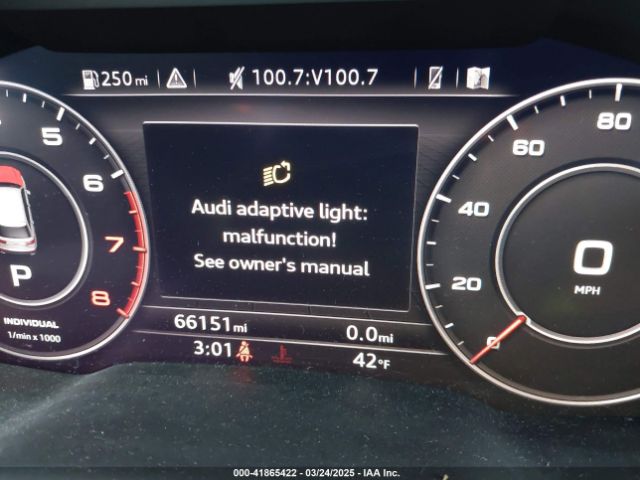 250 mi 100.7:V100.7
5
6
7
8
P
INDIVIDUAL
1/min x 1000
Audi adaptive light:
malfunction!
See owner's manual
66151 mi 0.0 mi
3:01 42°F
80
60
40
20
0
0
MPH
000-41865422 | 03/24/2025 | IAA Inc.